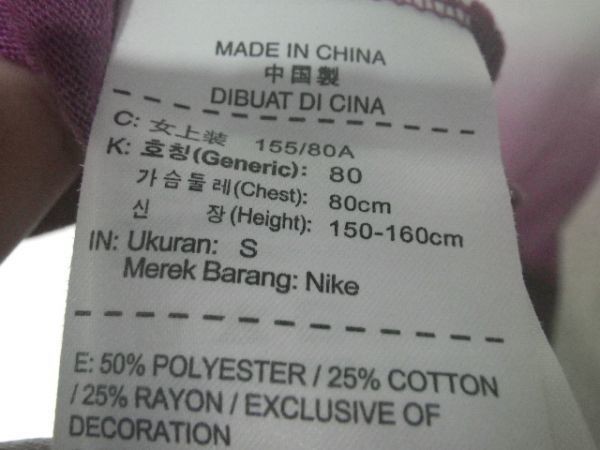 MADE IN CHINA
中国製
DIBUAT DI CINA
C: 女上装 155/80A
K: 호칭(Generic): 80
가슴둘레(Chest): 80cm
신 장(Height): 150-160cm
IN: Ukuran: S
Merek Barang: Nike
E: 50% POLYESTER / 25% COTTON
/ 25% RAYON / EXCLUSIVE OF
DECORATION